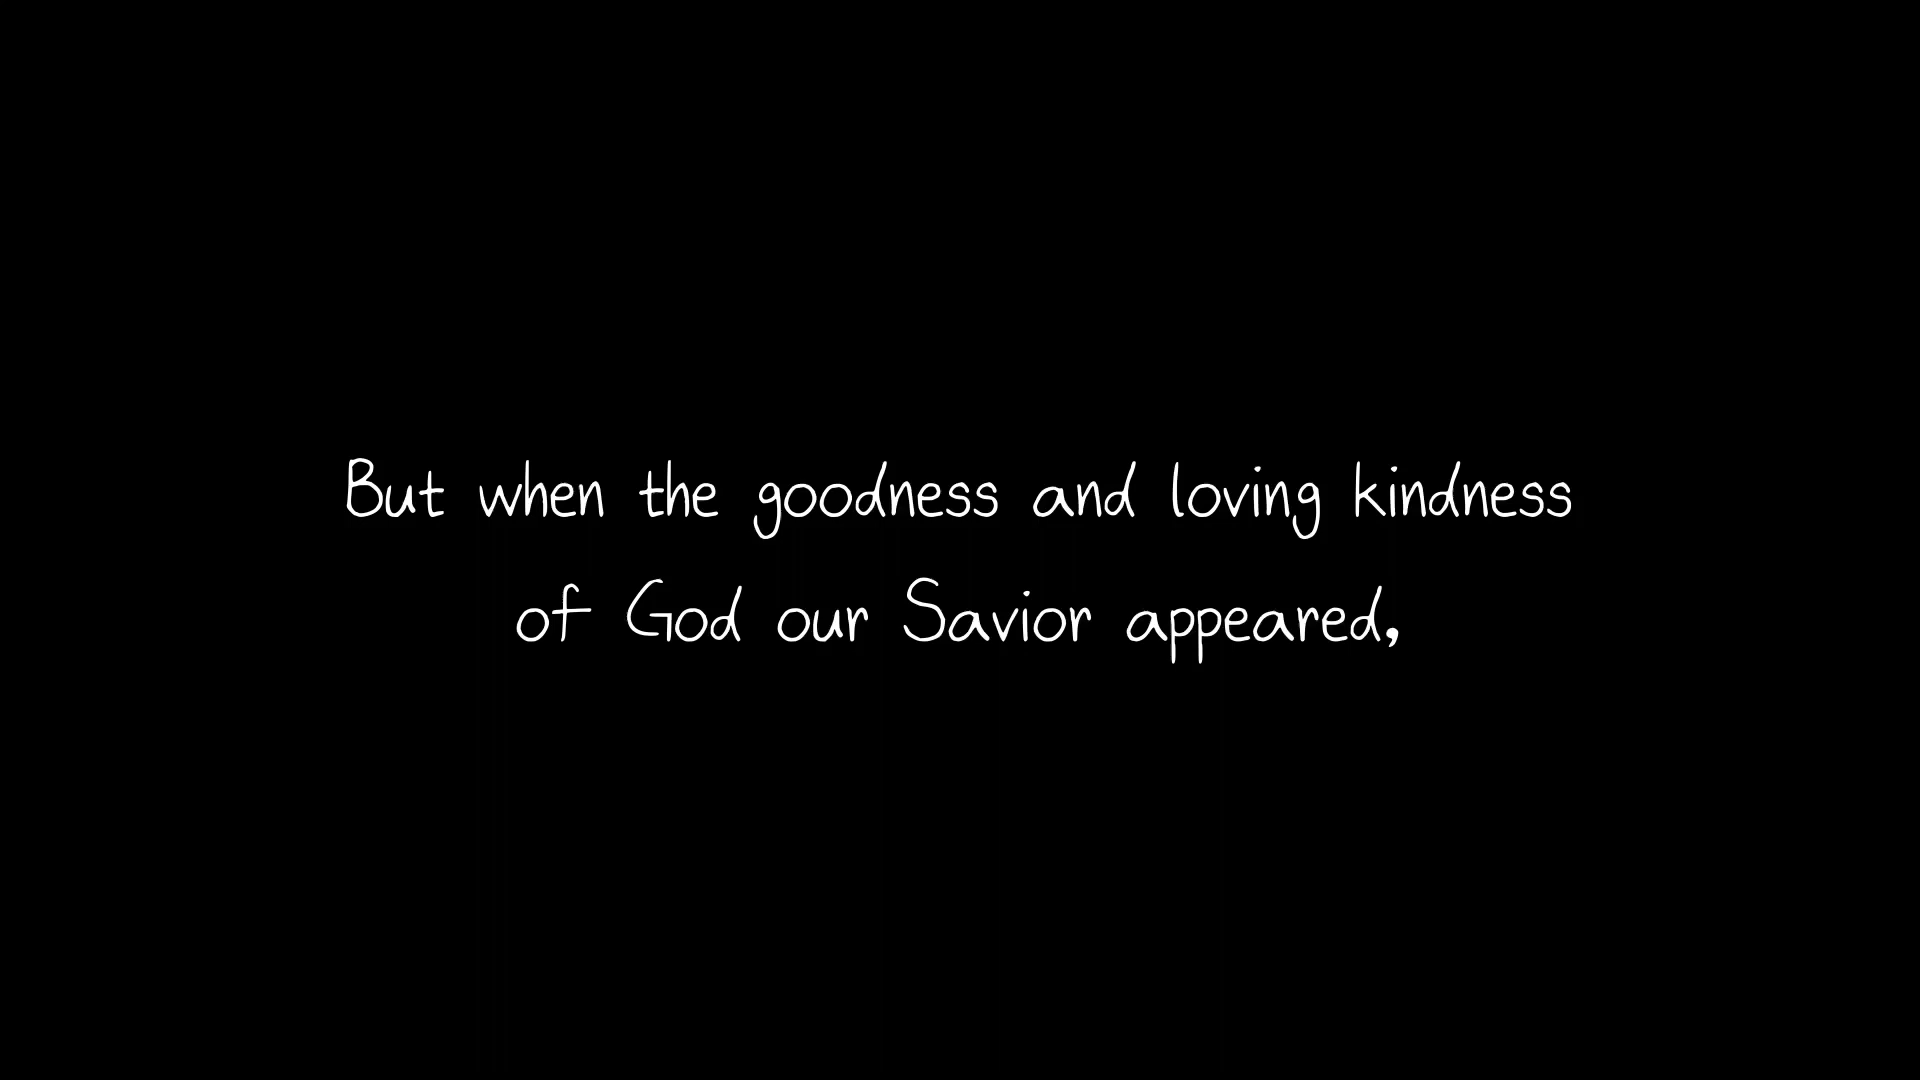 But when the goodness and loving kindness
of God our Savior appeared,